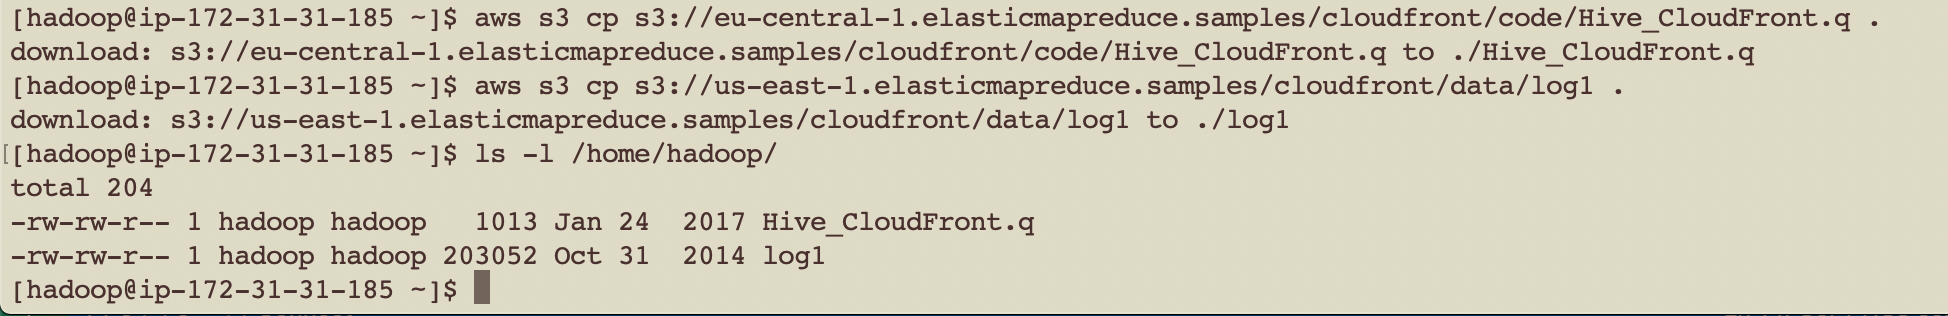 [hadoop@ip-172-31-31-185 ~]$ aws s3 cp s3://eu-central-1.elasticmapreduce.samples/cloudfront/code/Hive_CloudFront.q .
download: s3://eu-central-1.elasticmapreduce.samples/cloudfront/code/Hive_CloudFront.q to ./Hive_CloudFront.q
[hadoop@ip-172-31-31-185 ~]$ aws s3 cp s3://us-east-1.elasticmapreduce.samples/cloudfront/data/log1 .
download: s3://us-east-1.elasticmapreduce.samples/cloudfront/data/log1 to ./log1
[[hadoop@ip-172-31-31-185 ~]$ ls -l /home/hadoop/
total 204
-rw-rw-r-- 1 hadoop hadoop   1013 Jan 24  2017 Hive_CloudFront.q
-rw-rw-r-- 1 hadoop hadoop 203052 Oct 31  2014 log1
[hadoop@ip-172-31-31-185 ~]$